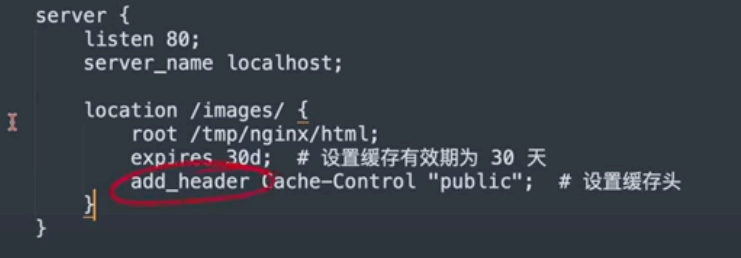 server {
listen 80;
server_name localhost;
location /images/ {
root /tmp/nginx/html;
expires 30d;  # 设置缓存有效期为 30 天
add_header Cache-Control "public";  # 设置缓存头
}
}